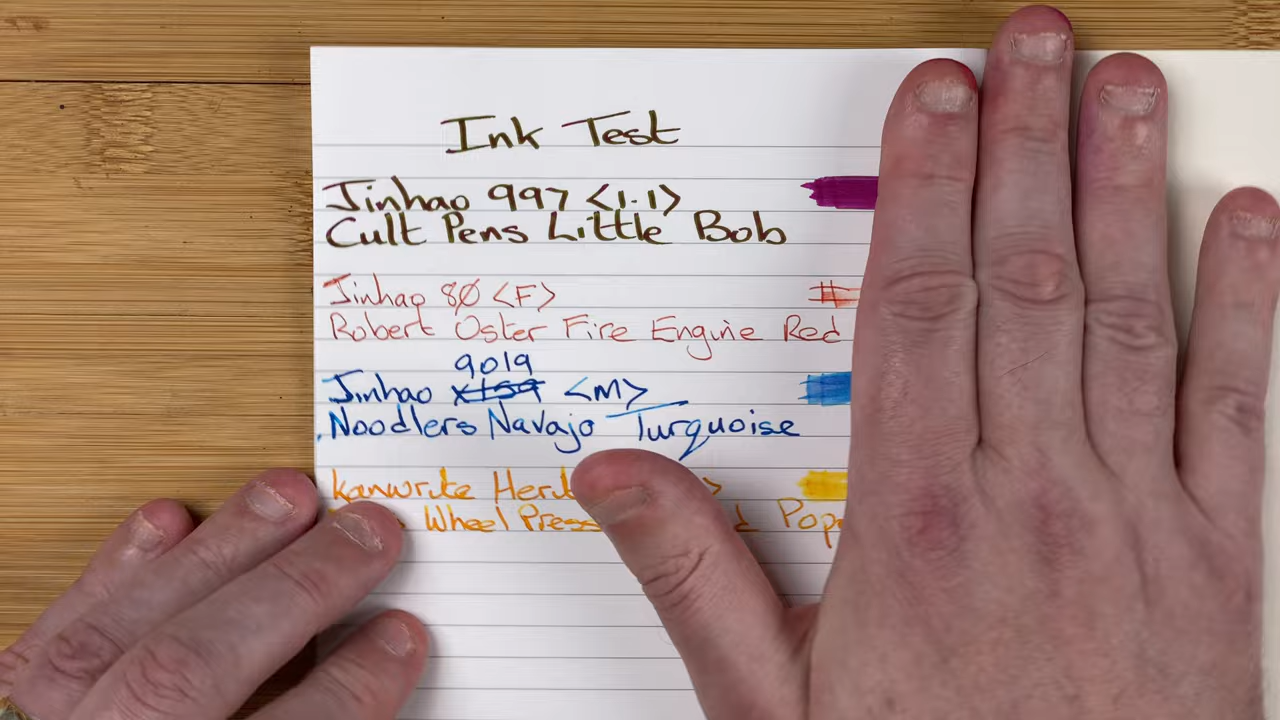 Ink Test
Jinhao 997 <1.1>
Cult Pens Little Bob
Jinhao 80 <F>
Robert Oster Fire Engine Red
9019
Jinhao X159 <M>
Noodlers Navajo Turquoise
Kanwrite
Wheel